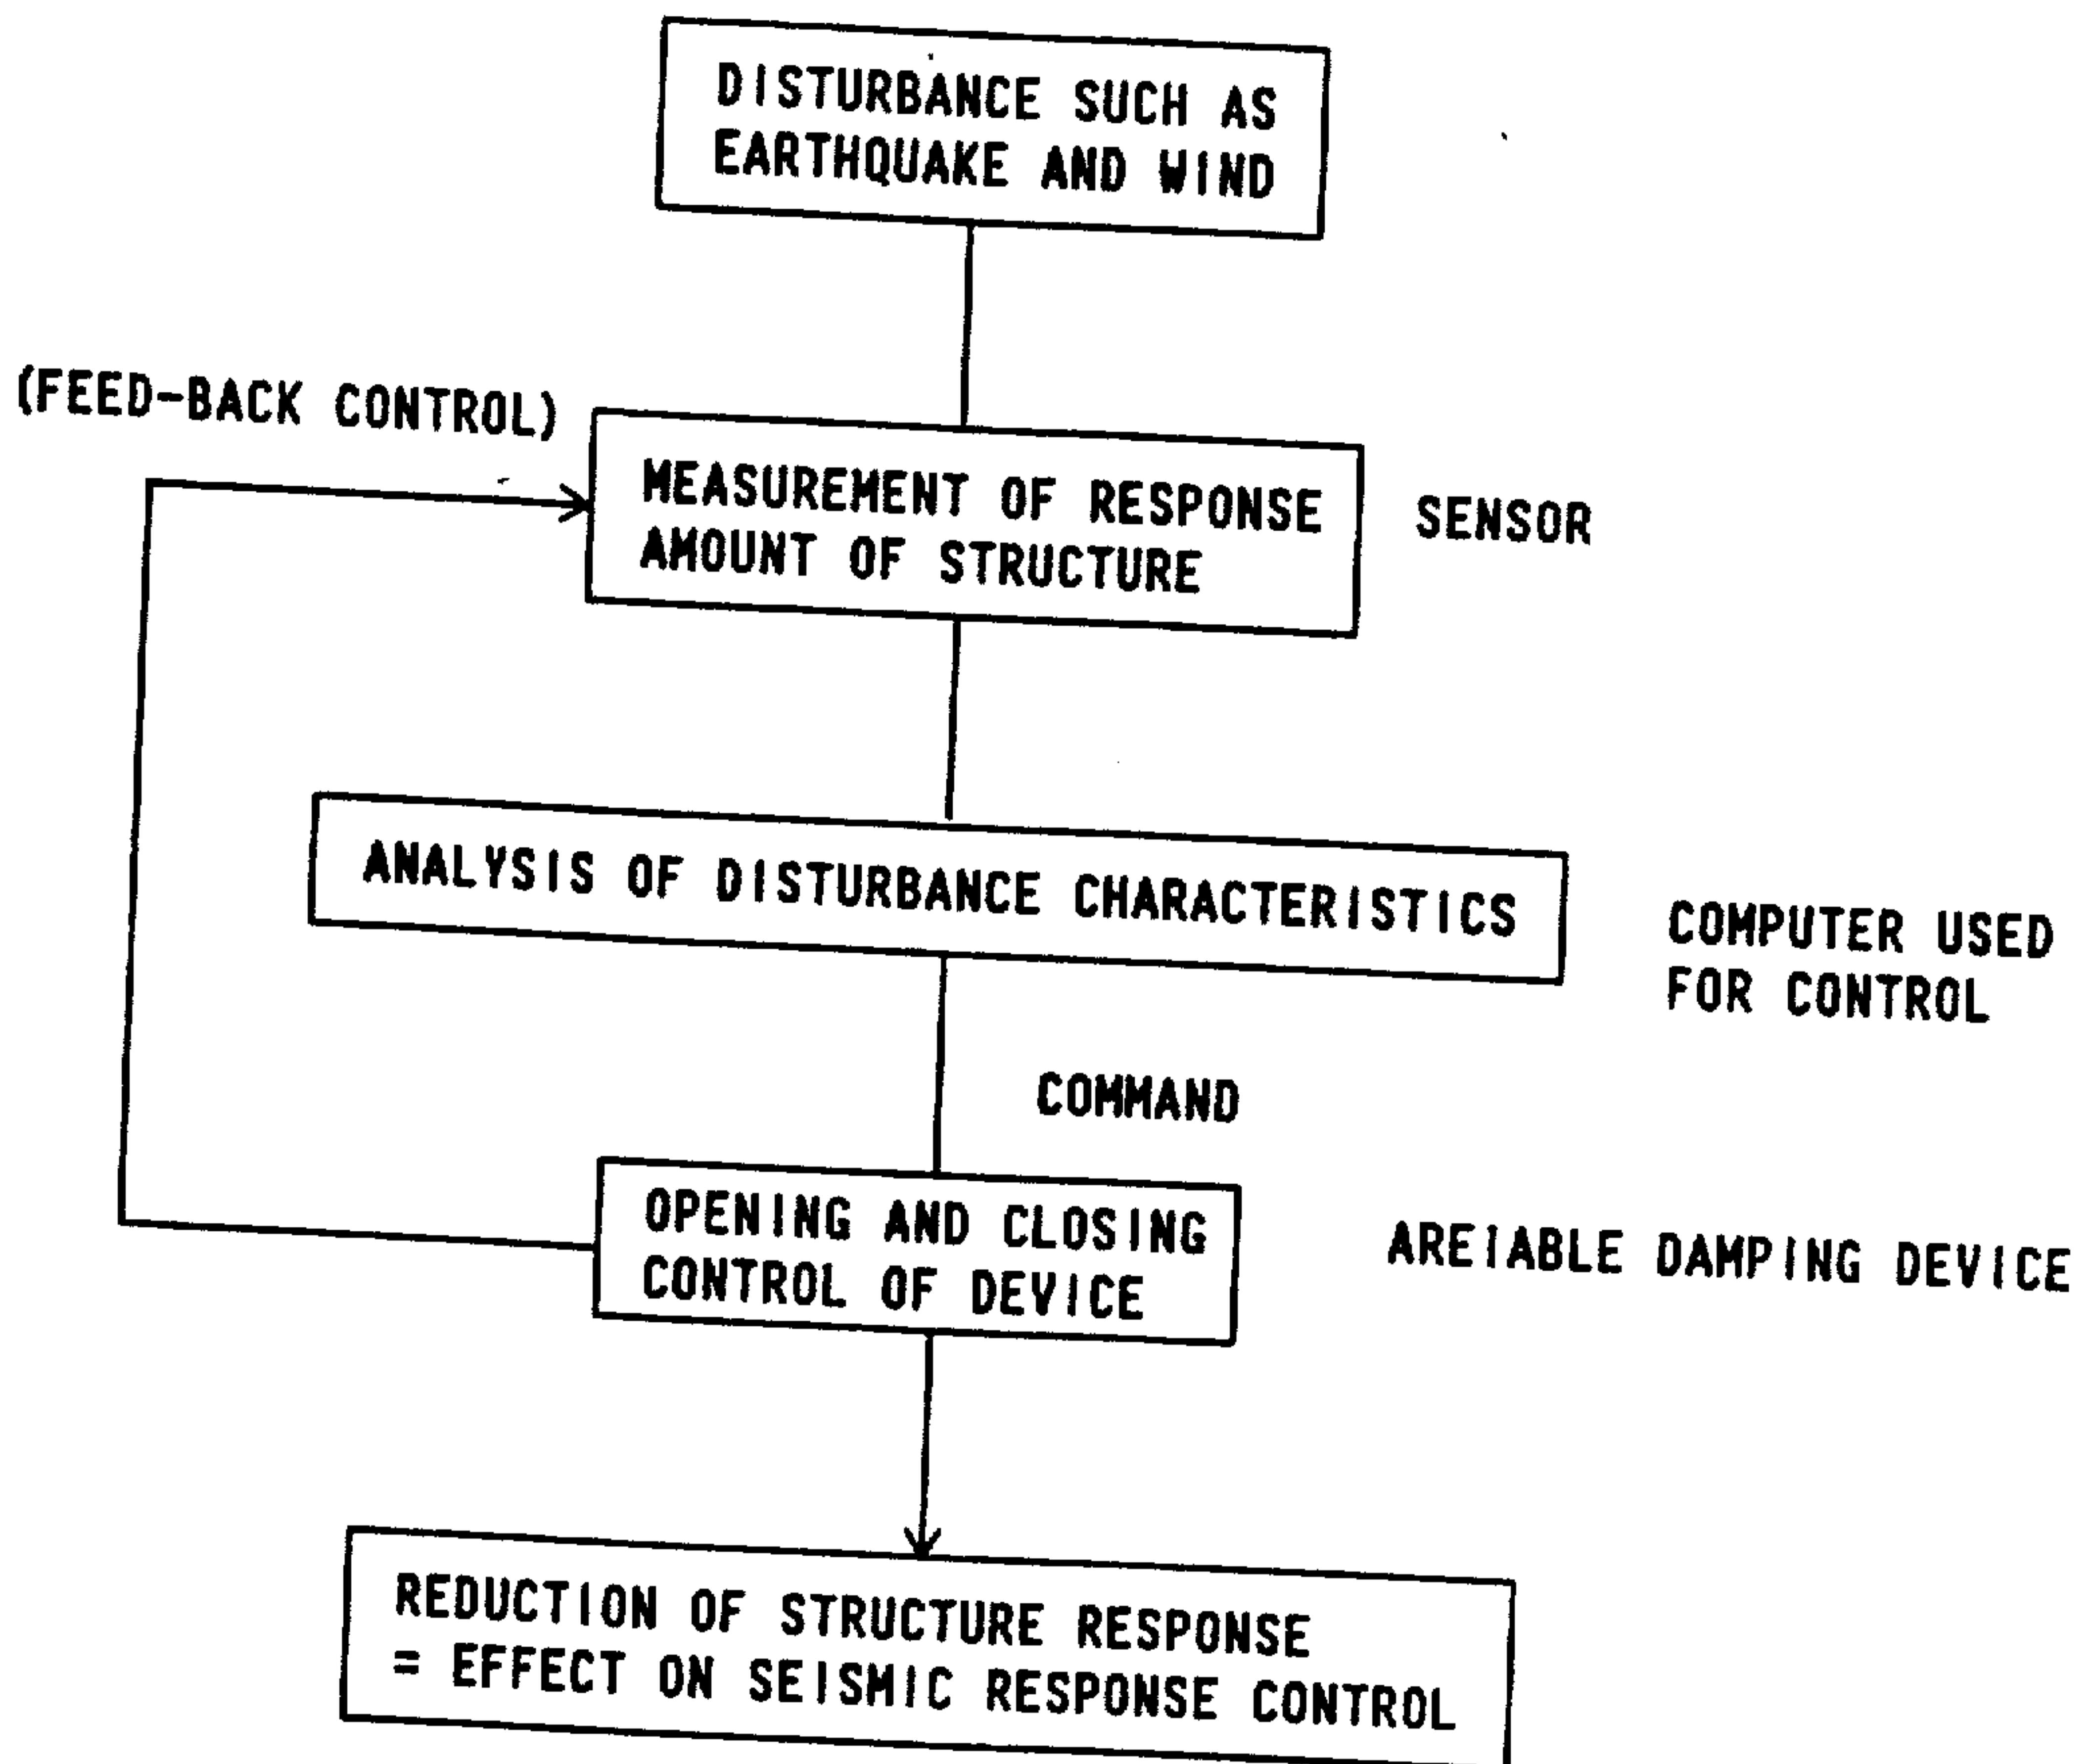 DISTURBANCE SUCH AS
EARTHQUAKE AND WIND
(FEED-BACK CONTROL)
MEASUREMENT OF RESPONSE
AMOUNT OF STRUCTURE
SENSOR
ANALYSIS OF DISTURBANCE CHARACTERISTICS
COMPUTER USED
FOR CONTROL
COMMAND
OPENING AND CLOSING
CONTROL OF DEVICE
AREIABLE DAMPING DEVICE
REDUCTION OF STRUCTURE RESPONSE
= EFFECT ON SEISMIC RESPONSE CONTROL